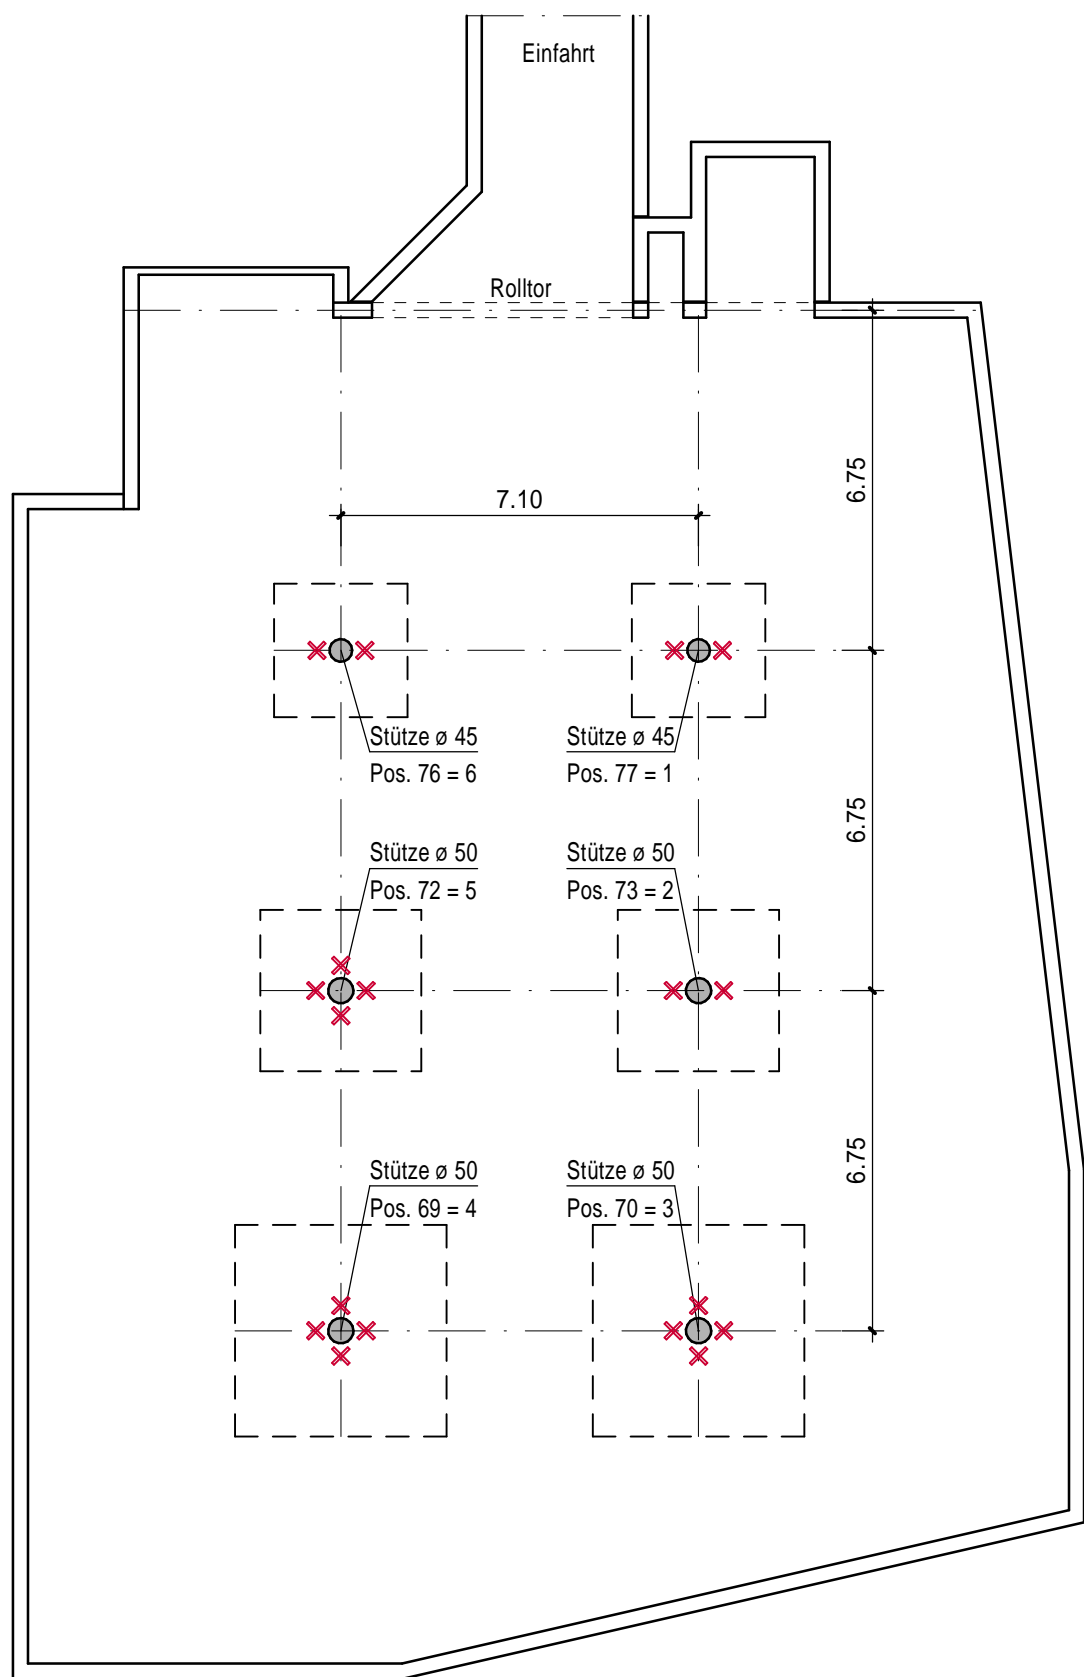 Einfahrt
Rolltor
6.75
7.10
Stütze ø 45
Pos. 76 = 6
Stütze ø 45
Pos. 77 = 1
6.75
Stütze ø 50
Pos. 72 = 5
Stütze ø 50
Pos. 73 = 2
6.75
Stütze ø 50
Pos. 69 = 4
Stütze ø 50
Pos. 70 = 3